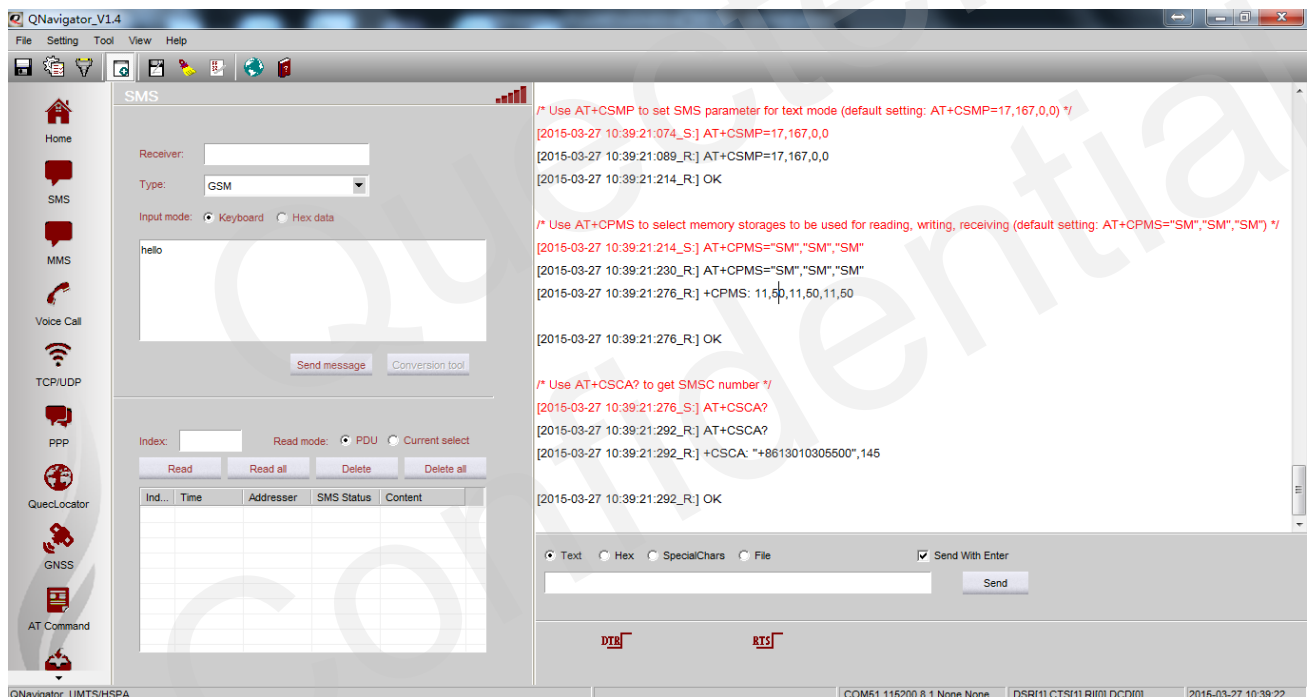 QNavigator_V1.4
File Setting Tool View Help
Home
SMS
MMS
Voice Call
TCP/UDP
PPP
QuecLocator
GNSS
AT Command
SMS
Receiver:
Type: GSM
Input mode: Keyboard Hex data
hello
Send message Conversion tool
Index: Read mode: PDU Current select
Read Read all Delete Delete all
Ind... Time Addresser SMS Status Content
/* Use AT+CSMP to set SMS parameter for text mode (default setting: AT+CSMP=17,167,0,0) */
[2015-03-27 10:39:21:074_S:] AT+CSMP=17,167,0,0
[2015-03-27 10:39:21:089_R:] AT+CSMP=17,167,0,0
[2015-03-27 10:39:21:214_R:] OK
/* Use AT+CPMS to select memory storages to be used for reading, writing, receiving (default setting: AT+CPMS="SM","SM","SM") */
[2015-03-27 10:39:21:214_S:] AT+CPMS="SM","SM","SM"
[2015-03-27 10:39:21:230_R:] AT+CPMS="SM","SM","SM"
[2015-03-27 10:39:21:276_R:] +CPMS: 11,50,11,50,11,50
[2015-03-27 10:39:21:276_R:] OK
/* Use AT+CSCA? to get SMSC number */
[2015-03-27 10:39:21:276_S:] AT+CSCA?
[2015-03-27 10:39:21:292_R:] AT+CSCA?
[2015-03-27 10:39:21:292_R:] +CSCA: "+8613010305500",145
[2015-03-27 10:39:21:292_R:] OK
Text Hex SpecialChars File Send With Enter
Send
DTR RTS
QNavigator_UMTS/HSPA COM51,115200,8,1,None,None DSR[1] CTS[1] RI[0] DCD[0] 2015-03-27 10:39:22
Quectel
Confidential